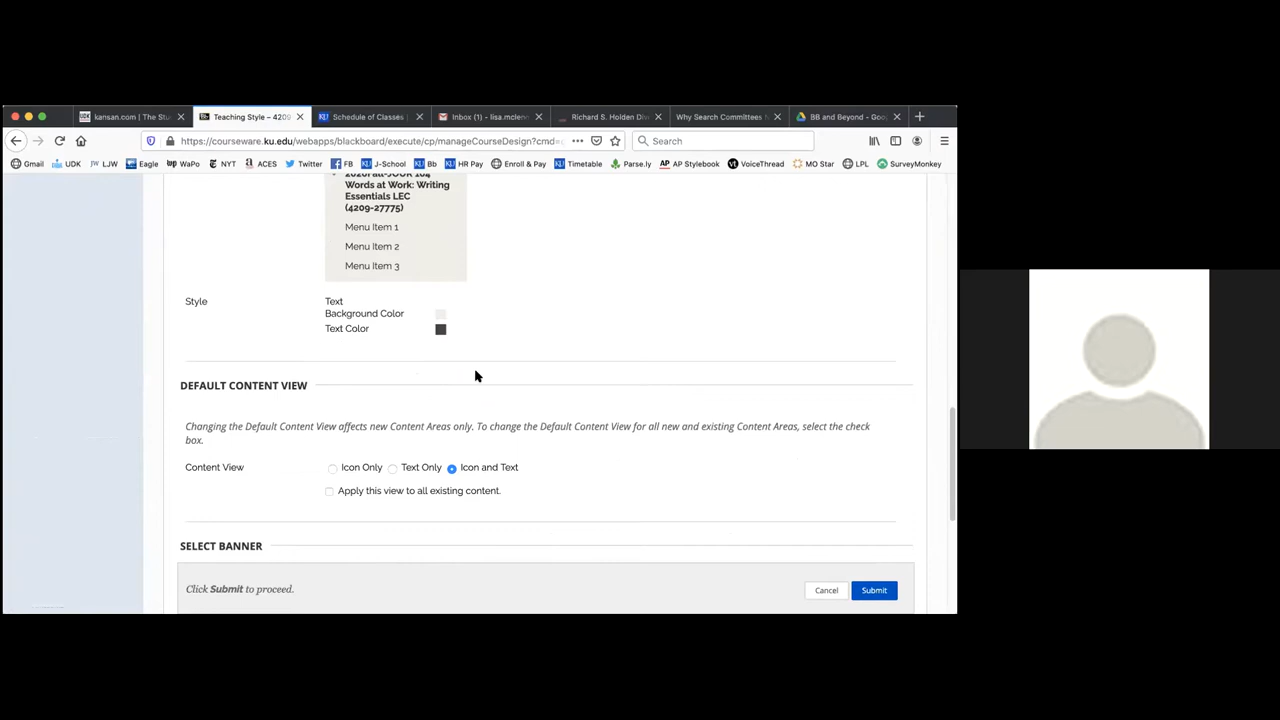 kansan.com | The Stu
Teaching Style – 4209
Schedule of Classes |
Inbox (1) - lisa.mclen
Richard S. Holden Div
Why Search Committees N
BB and Beyond - Goo
https://courseware.ku.edu/webapps/blackboard/execute/cp/manageCourseDesign?cmd=
Search
Gmail UDK LJW Eagle WaPo NYT ACES Twitter FB J-School Bb HR Pay Enroll & Pay Timetable Parse.ly AP Stylebook VoiceThread MO Star LPL SurveyMonkey
Words at Work: Writing
Essentials LEC
(4209-27775)
Menu Item 1
Menu Item 2
Menu Item 3
Style
Text
Background Color
Text Color
DEFAULT CONTENT VIEW
Changing the Default Content View affects new Content Areas only. To change the Default Content View for all new and existing Content Areas, select the check
box.
Content View Icon Only Text Only Icon and Text
Apply this view to all existing content.
SELECT BANNER
Click Submit to proceed.
Cancel Submit